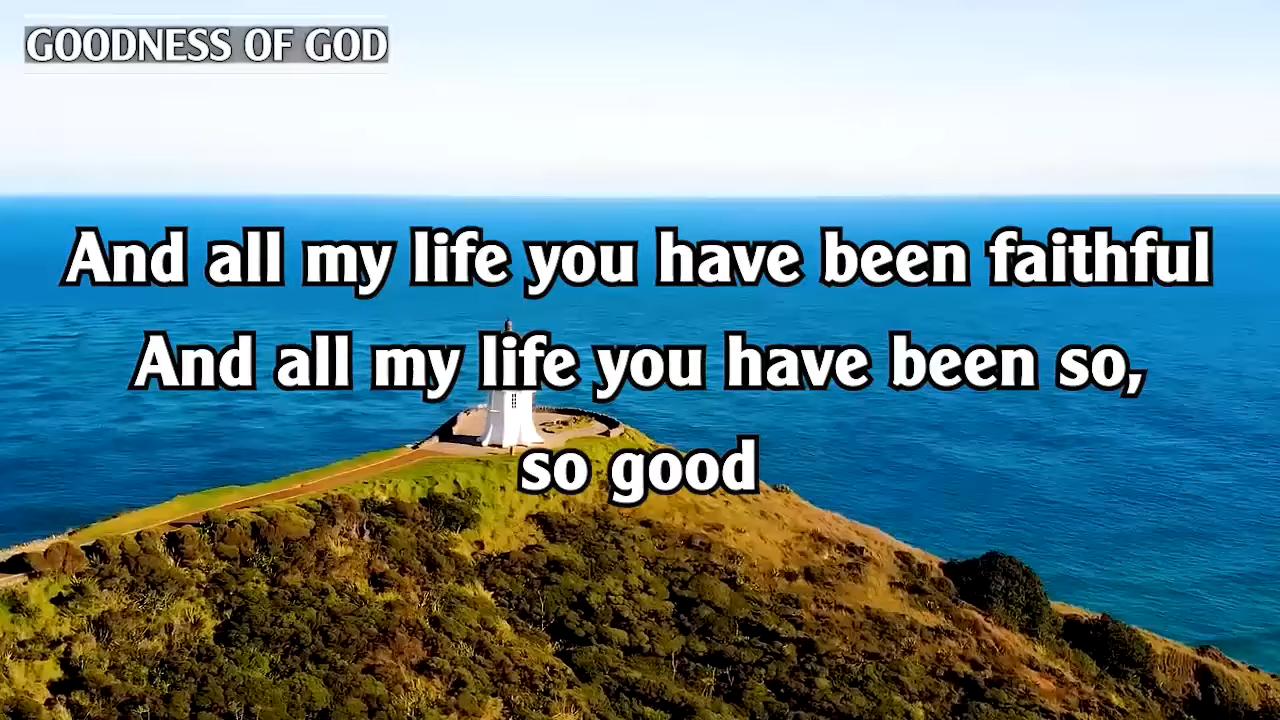 GOODNESS OF GOD
And all my life you have been faithful
And all my life you have been so,
so good